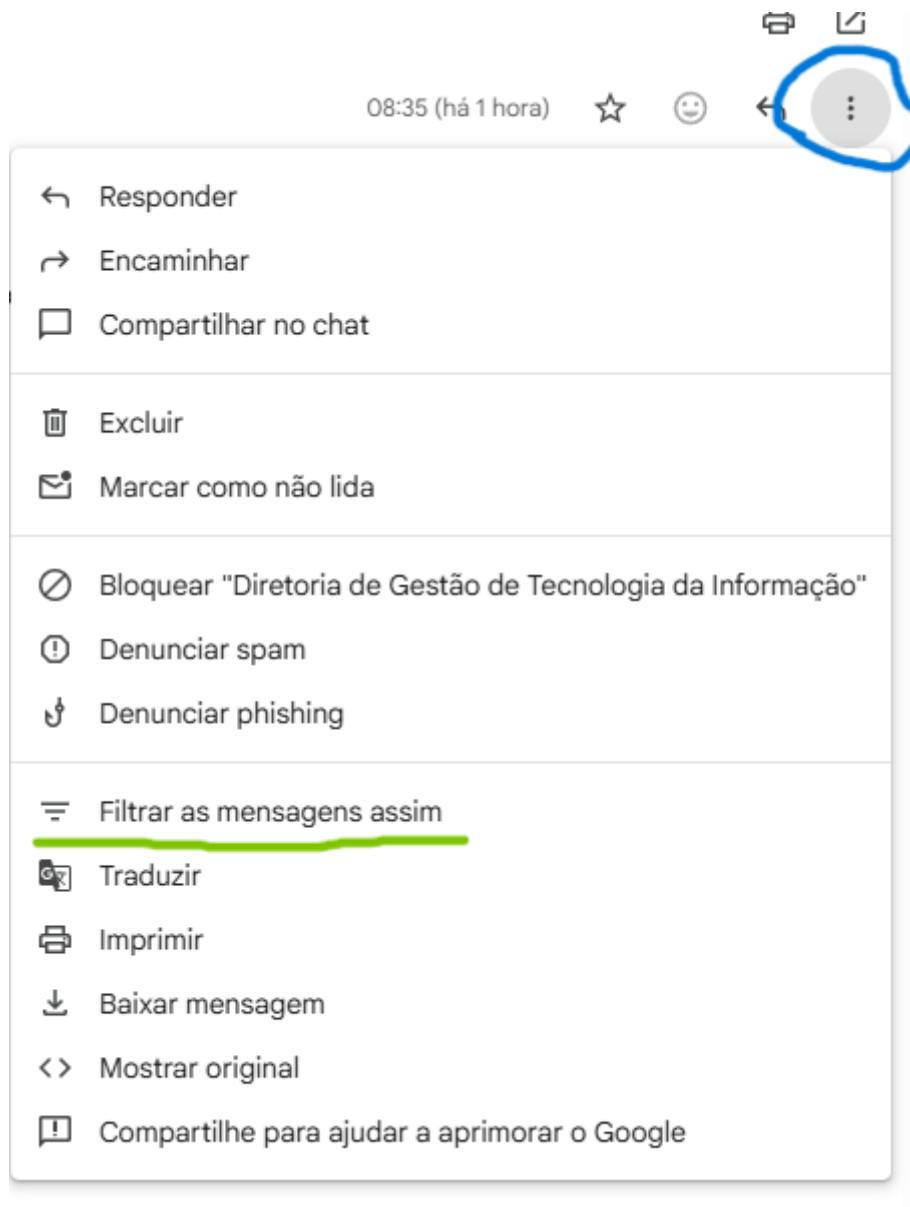 08:35 (há 1 hora)
Responder
Encaminhar
Compartilhar no chat
Excluir
Marcar como não lida
Bloquear "Diretoria de Gestão de Tecnologia da Informação"
Denunciar spam
Denunciar phishing
Filtrar as mensagens assim
Traduzir
Imprimir
Baixar mensagem
Mostrar original
Compartilhe para ajudar a aprimorar o Google